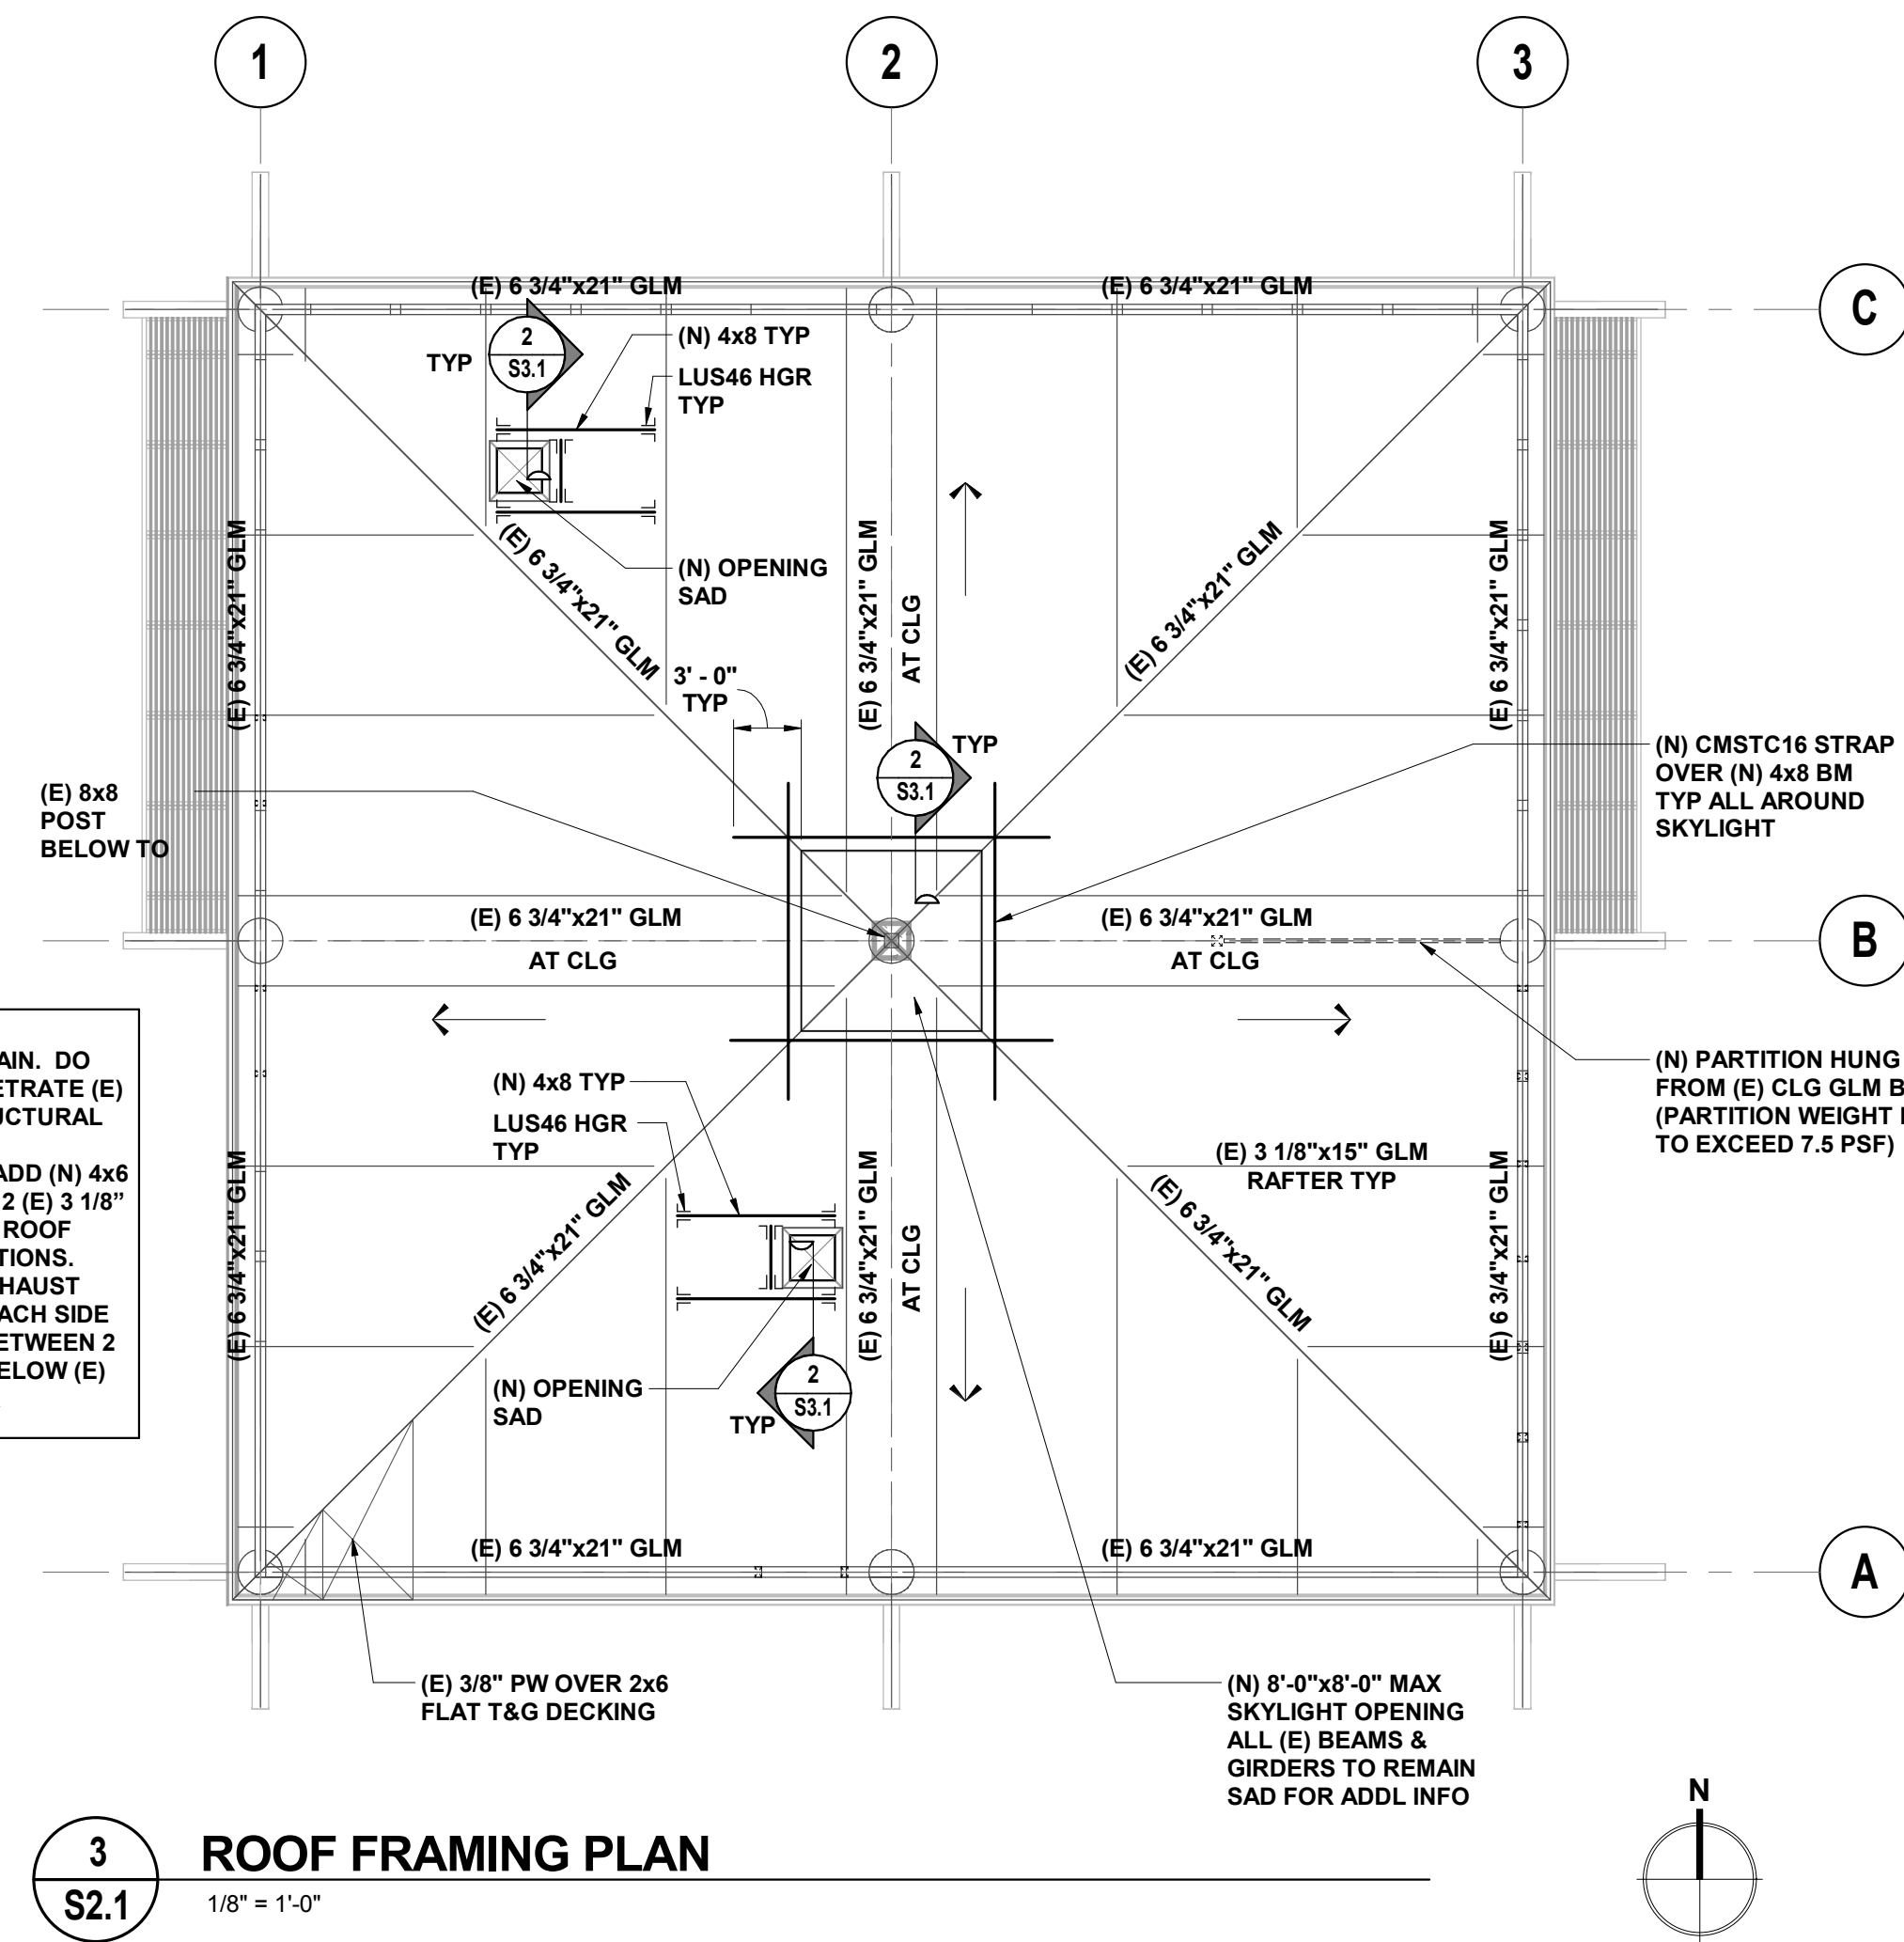 1
2
3
(E) 6 3/4"x21" GLM
(E) 6 3/4"x21" GLM
C
2
S3.1
TYP
(N) 4x8 TYP
LUS46 HGR
TYP
(N) OPENING
SAD
(E) 6 3/4"x21" GLM
(E) 6 3/4"x21" GLM
(E) 6 3/4"x21" GLM
AT CLG
(E) 6 3/4"x21" GLM
(E) 6 3/4"x21" GLM
3' - 0"
TYP
2
S3.1
TYP
(E) 8x8
POST
BELOW TO
(N) CMSTC16 STRAP
OVER (N) 4x8 BM
TYP ALL AROUND
SKYLIGHT
(E) 6 3/4"x21" GLM
AT CLG
(E) 6 3/4"x21" GLM
AT CLG
B
AIN. DO
ETRATE (E)
UCTURAL
ADD (N) 4x6
2 (E) 3 1/8”
ROOF
TIONS.
HAUST
ACH SIDE
ETWEEN 2
ELOW (E)
(N) PARTITION HUNG
FROM (E) CLG GLM B
(PARTITION WEIGHT
TO EXCEED 7.5 PSF)
(N) 4x8 TYP
LUS46 HGR
TYP
(E) 3 1/8"x15" GLM
RAFTER TYP
(E) 6 3/4"x21" GLM
(E) 6 3/4"x21" GLM
(E) 6 3/4"x21" GLM
AT CLG
(E) 6 3/4"x21" GLM
(E) 6 3/4"x21" GLM
(N) OPENING
SAD
2
S3.1
TYP
(E) 6 3/4"x21" GLM
(E) 6 3/4"x21" GLM
A
(E) 3/8" PW OVER 2x6
FLAT T&G DECKING
(N) 8'-0"x8'-0" MAX
SKYLIGHT OPENING
ALL (E) BEAMS &
GIRDERS TO REMAIN
SAD FOR ADDL INFO
N
3
S2.1
ROOF FRAMING PLAN
1/8" = 1'-0"